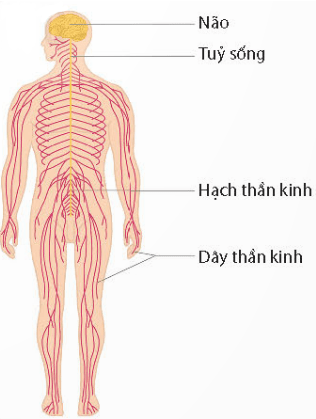 Não
Tuỷ sống
Hạch thần kinh
Dây thần kinh